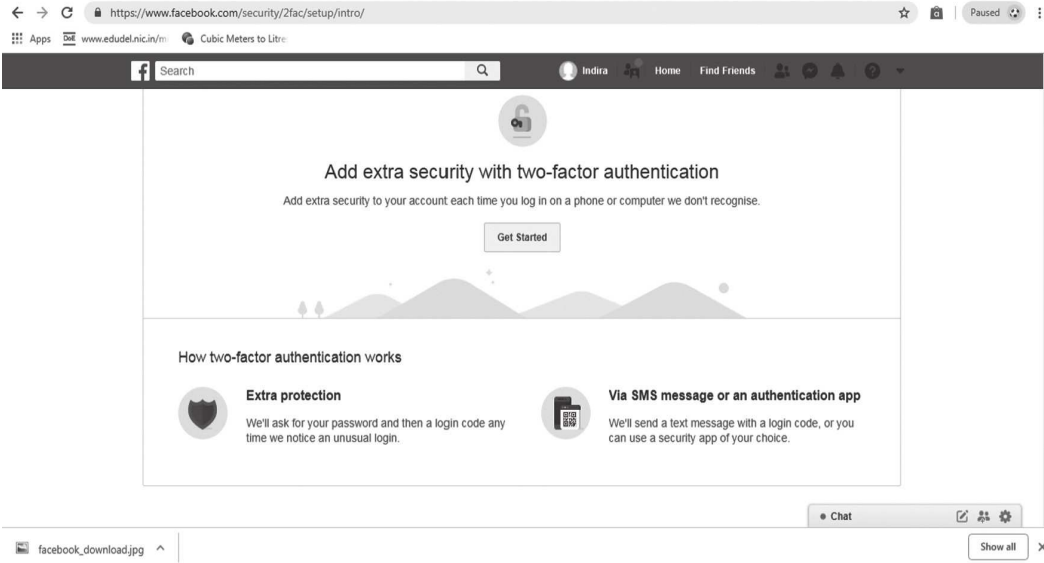 https://www.facebook.com/security/2fac/setup/intro/
a
Paused
Apps
DoE
www.edudel.nic.in/m
Cubic Meters to Litre
f
Search
Indira
Home
Find Friends
?
Add extra security with two-factor authentication
Add extra security to your account each time you log in on a phone or computer we don't recognise.
Get Started
How two-factor authentication works
Extra protection
We'll ask for your password and then a login code any
time we notice an unusual login.
Via SMS message or an authentication app
We'll send a text message with a login code, or you
can use a security app of your choice.
Chat
facebook_download.jpg
Show all